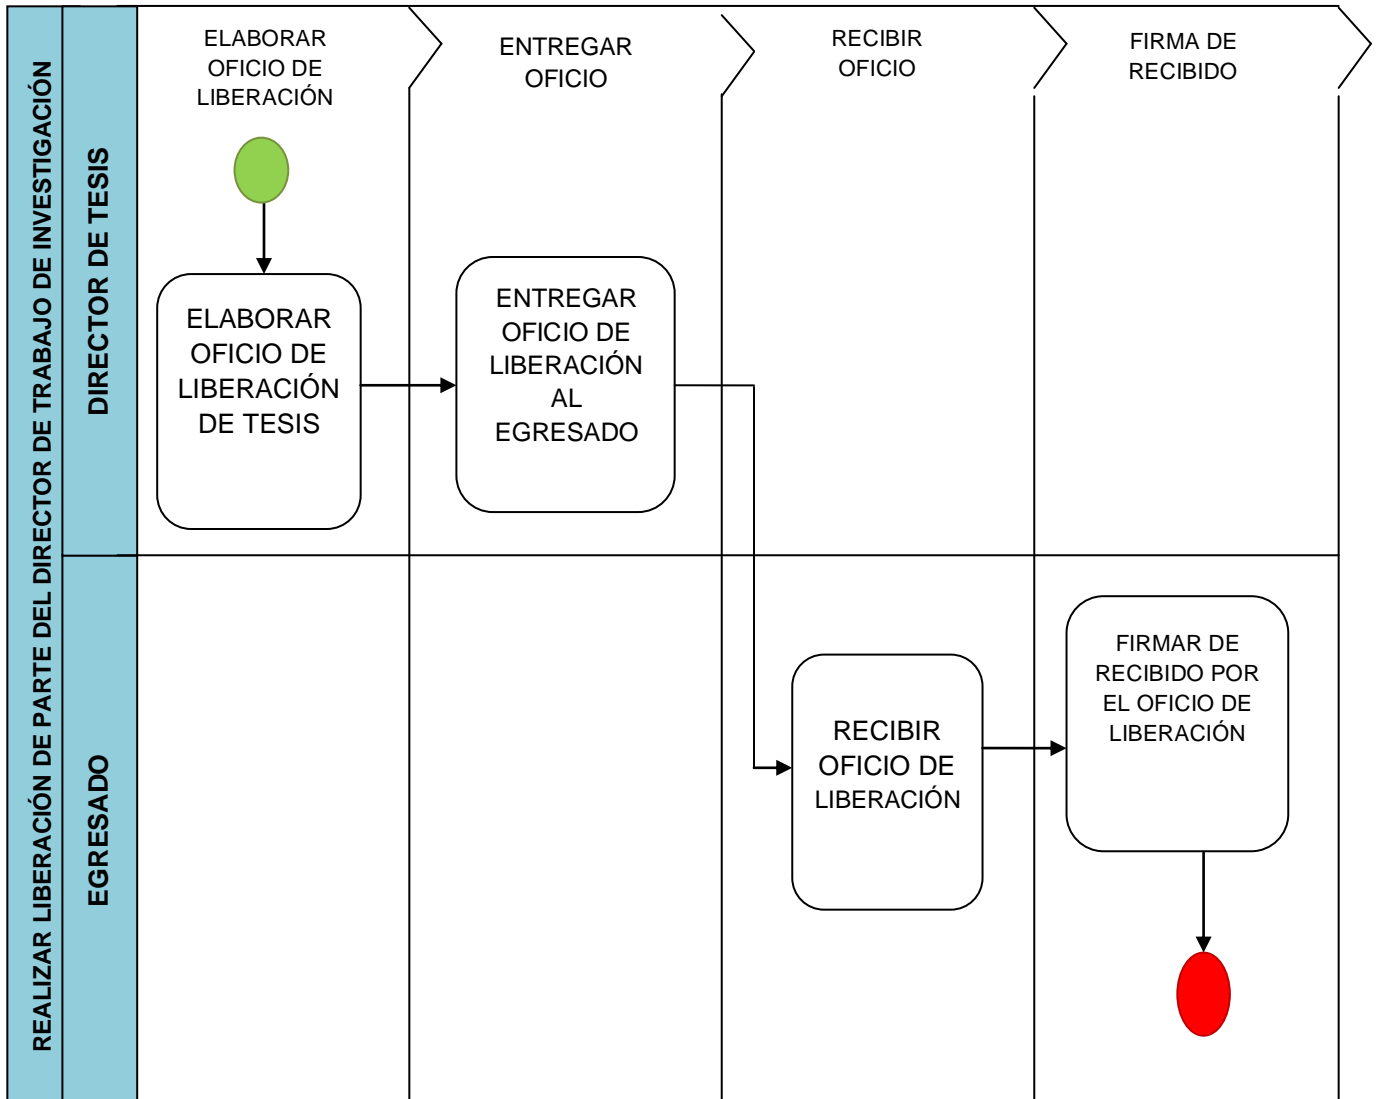 REALIZAR LIBERACIÓN DE PARTE DEL DIRECTOR DE TRABAJO DE INVESTIGACIÓN
DIRECTOR DE TESIS
EGRESADO
ELABORAR
OFICIO DE
LIBERACIÓN
ENTREGAR
OFICIO
RECIBIR
OFICIO
FIRMA DE
RECIBIDO
ELABORAR
OFICIO DE
LIBERACIÓN
DE TESIS
ENTREGAR
OFICIO DE
LIBERACIÓN
AL
EGRESADO
RECIBIR
OFICIO DE
LIBERACIÓN
FIRMAR DE
RECIBIDO POR
EL OFICIO DE
LIBERACIÓN